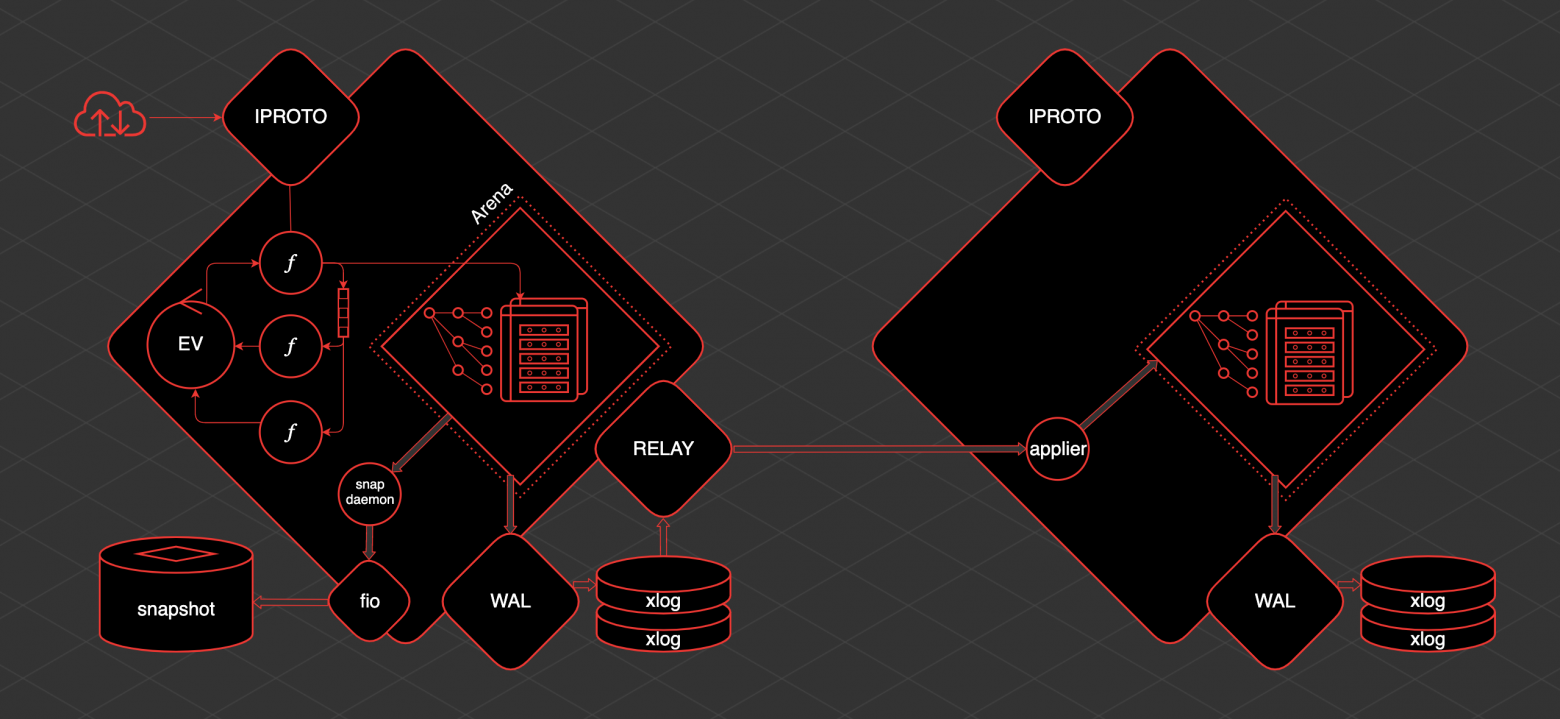 IPROTO
Arena
f
EV
f
f
snap
daemon
fio
snapshot
WAL
RELAY
xlog
xlog
IPROTO
applier
WAL
xlog
xlog